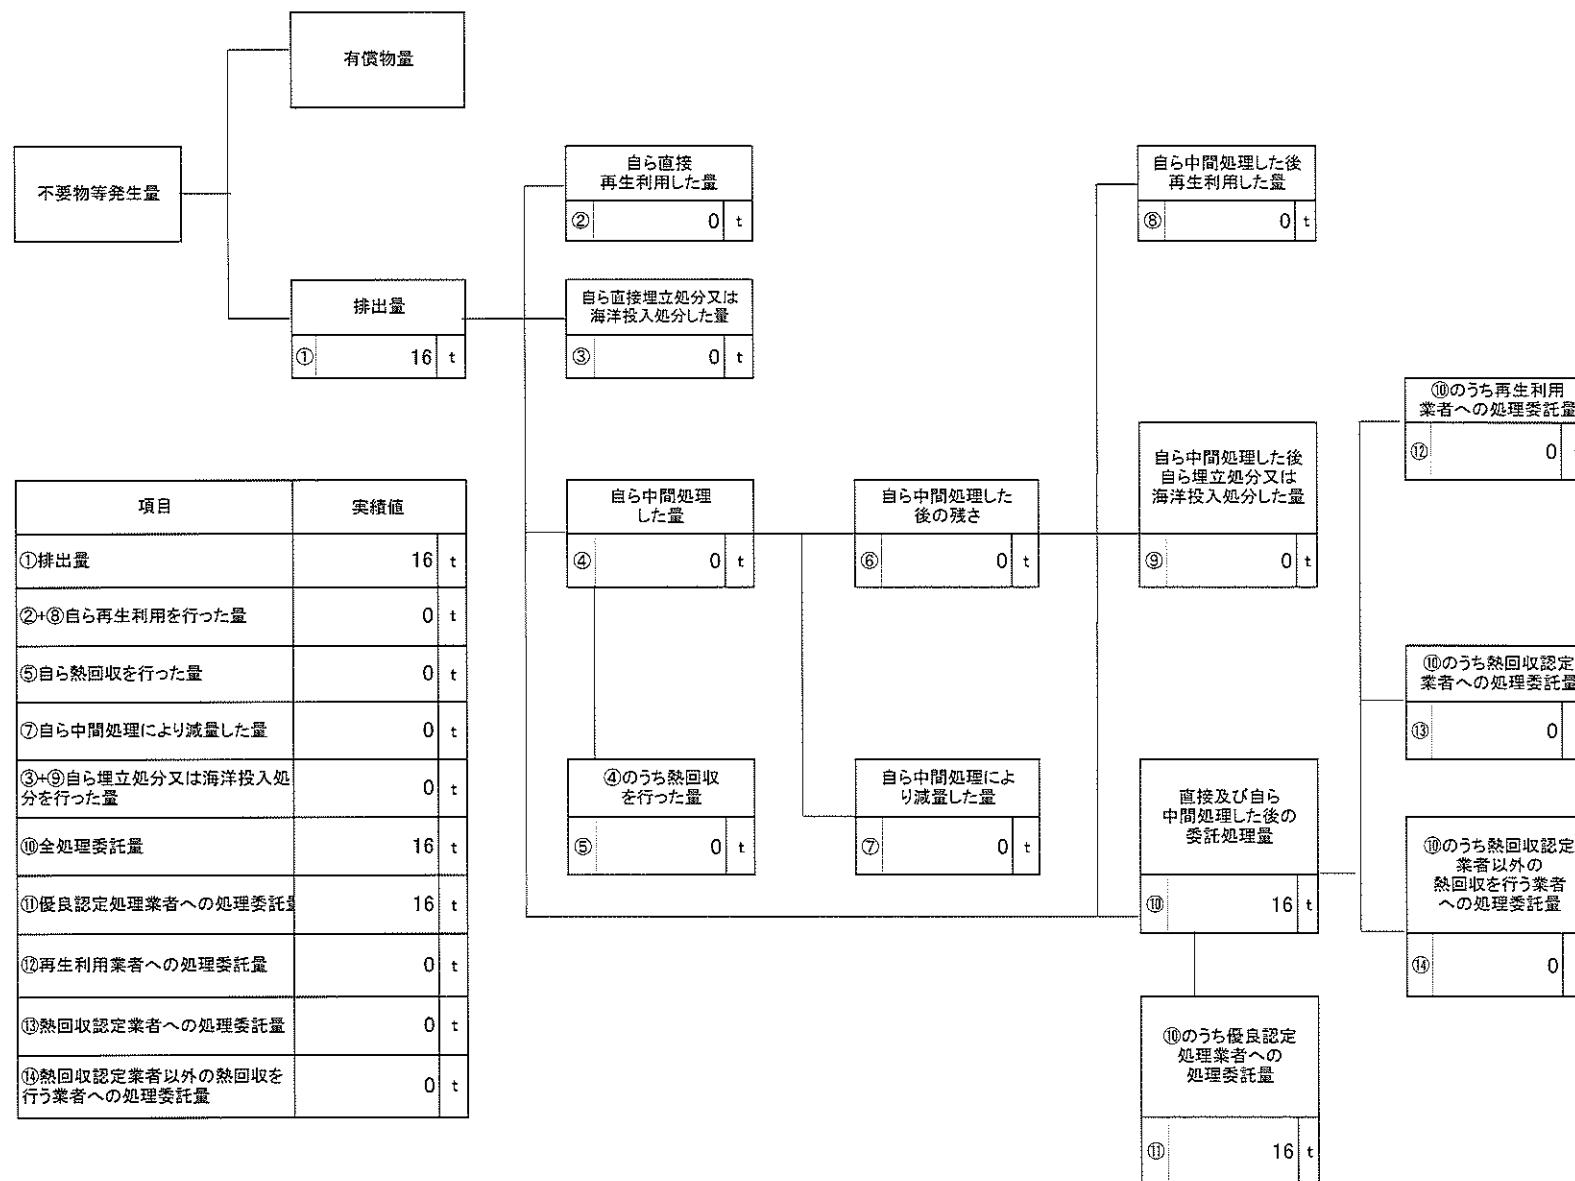 有償物量
不要物等発生量
排出量
① 16 t
自ら直接
再生利用した量
② 0 t
自ら直接埋立処分又は
海洋投入処分した量
③ 0 t
自ら中間処理した後
再生利用した量
⑧ 0 t
⑩のうち再生利用
業者への処理委託量
⑫ 0
自ら中間処理
した量
④ 0 t
自ら中間処理した
後の残さ
⑥ 0 t
自ら中間処理した後
自ら埋立処分又は
海洋投入処分した量
⑨ 0 t
⑩のうち熱回収認定
業者への処理委託量
⑬ 0
④のうち熱回収
を行った量
⑤ 0 t
自ら中間処理によ
り減量した量
⑦ 0 t
直接及び自ら
中間処理した後の
委託処理量
⑩ 16 t
⑩のうち熱回収認定
業者以外の
熱回収を行う業者
への処理委託量
⑭ 0
⑩のうち優良認定
処理業者への
処理委託量
⑪ 16 t
項目 実績値
①排出量 16 t
②+⑧自ら再生利用を行った量 0 t
⑤自ら熱回収を行った量 0 t
⑦自ら中間処理により減量した量 0 t
③+⑨自ら埋立処分又は海洋投入処
分を行った量 0 t
⑩全処理委託量 16 t
⑪優良認定処理業者への処理委託量 16 t
⑫再生利用業者への処理委託量 0 t
⑬熱回収認定業者への処理委託量 0 t
⑭熱回収認定業者以外の熱回収を
行う業者への処理委託量 0 t